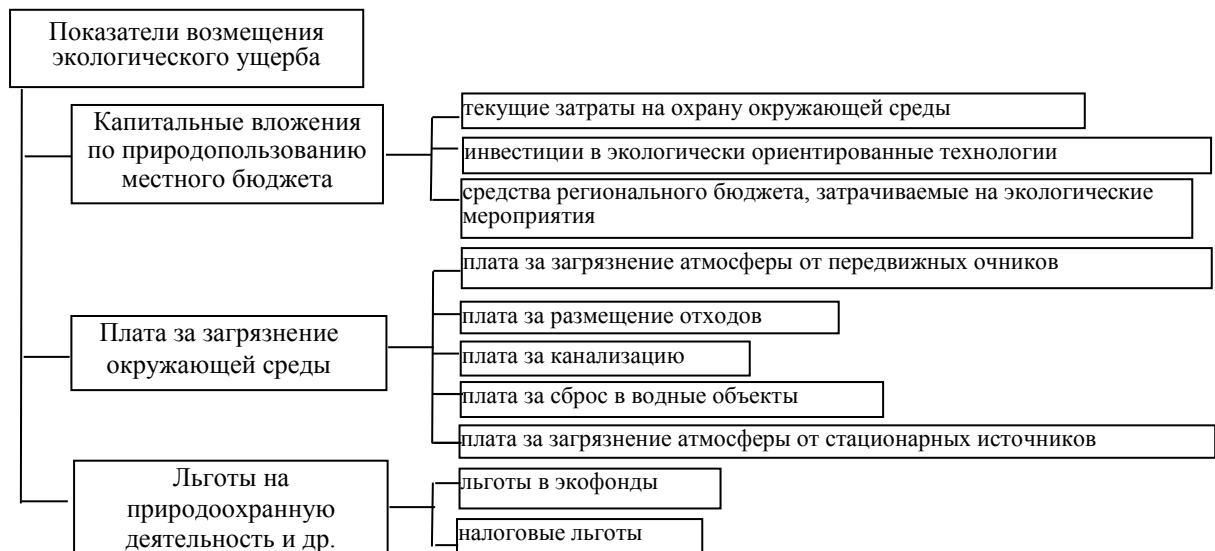 Показатели возмещения
экологического ущерба
Капитальные вложения
по природопользованию
местного бюджета
текущие затраты на охрану окружающей среды
инвестиции в экологически ориентированные технологии
средства регионального бюджета, затрачиваемые на экологические
мероприятия
Плата за загрязнение
окружающей среды
плата за загрязнение атмосферы от передвижных очников
плата за размещение отходов
плата за канализацию
плата за сброс в водные объекты
плата за загрязнение атмосферы от стационарных источников
Льготы на
природоохранную
деятельность и др.
льготы в экофонды
налоговые льготы